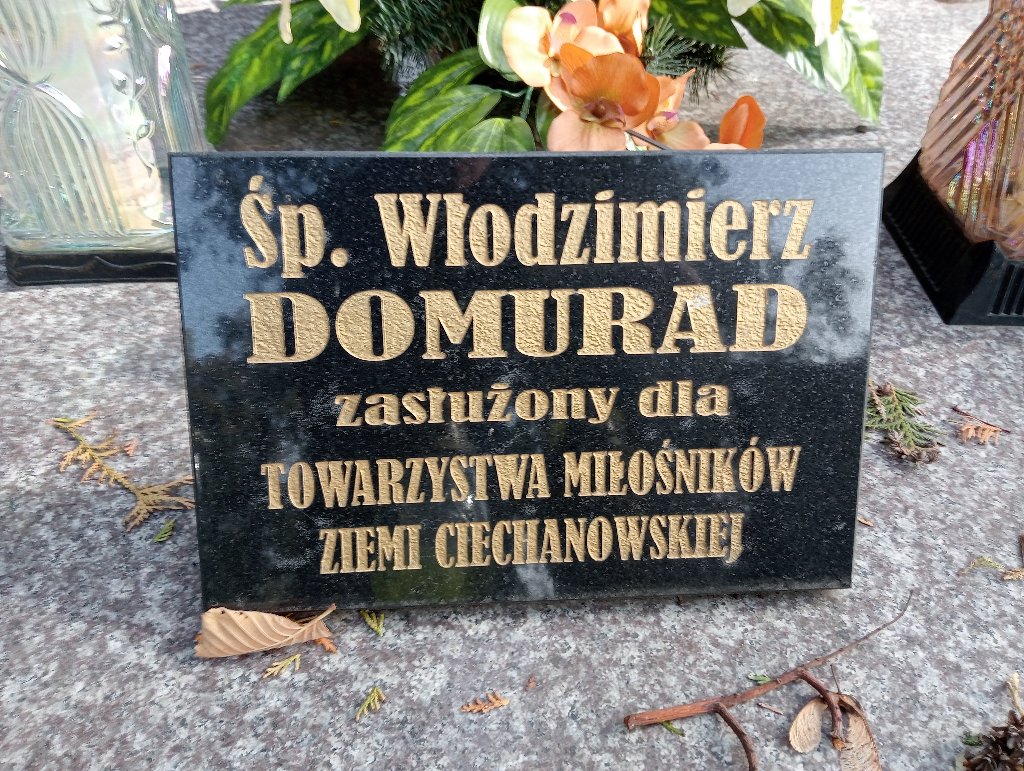 Śp. Włodzimierz
DOMURAD
zasłużony dla
TOWARZYSTWA MIŁOŚNIKÓW
ZIEMI CIECHANOWSKIEJ